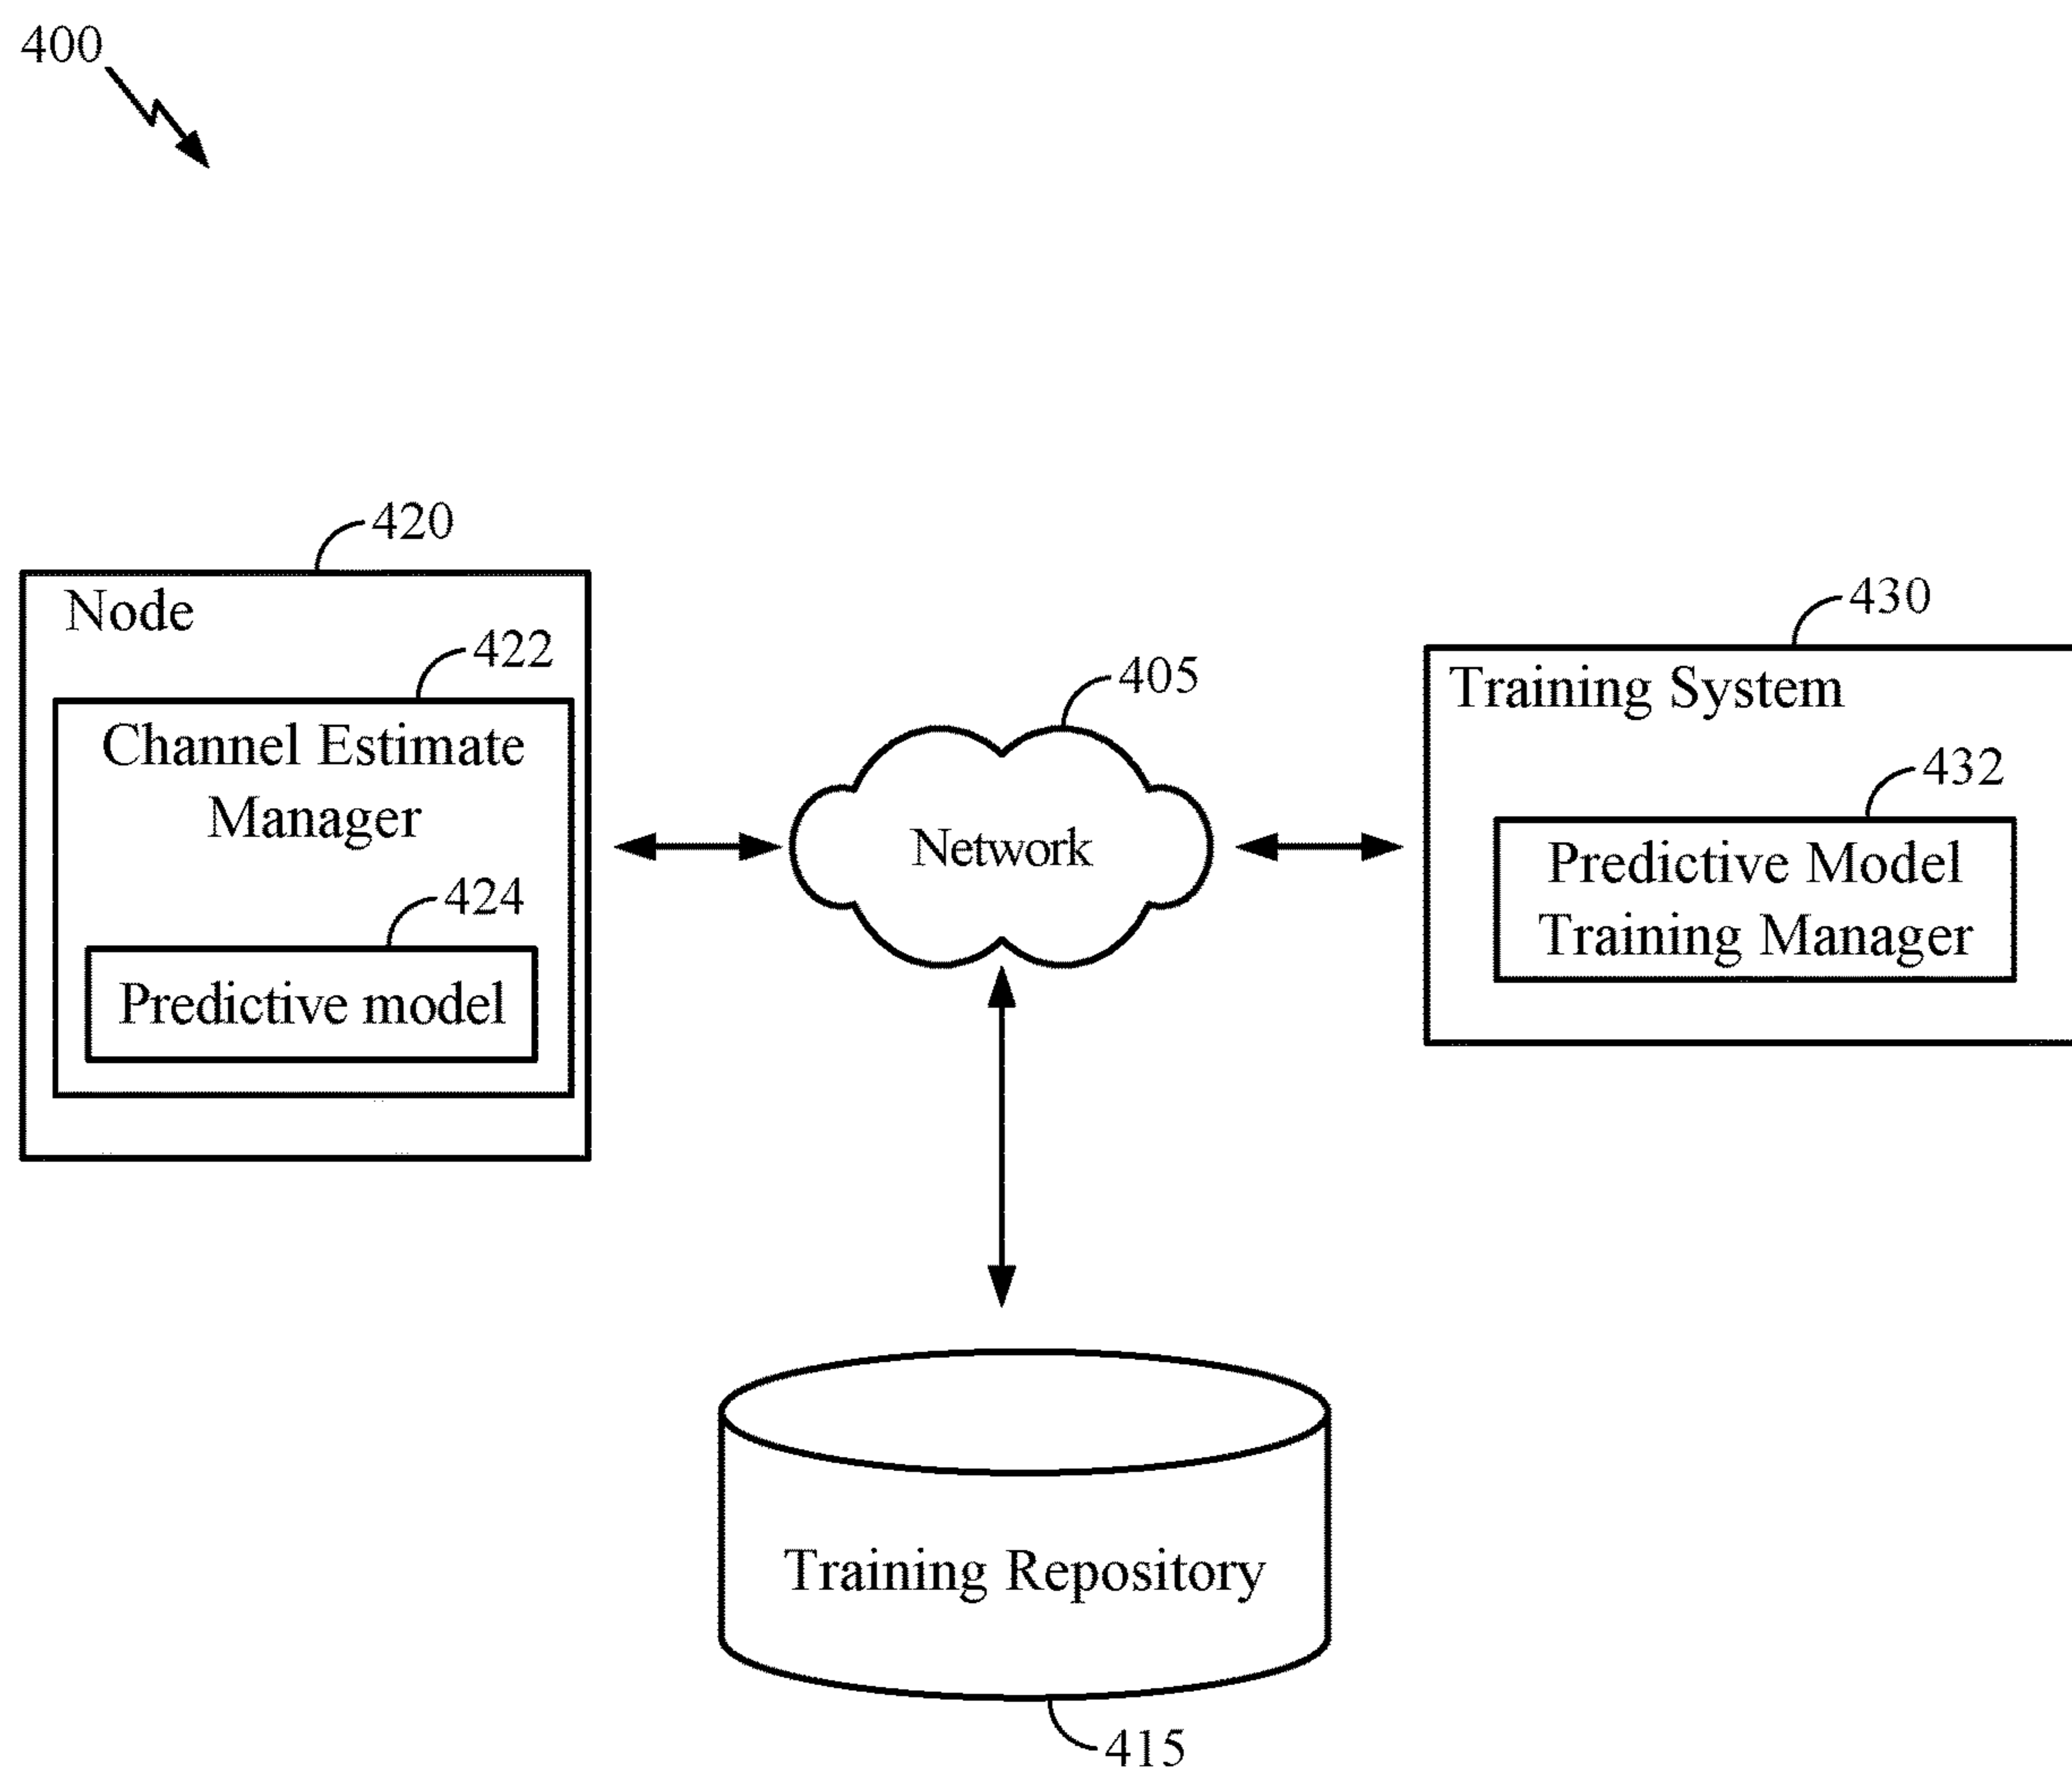 400
420
Node
422
Channel Estimate
Manager
424
Predictive model
405
Network
430
Training System
432
Predictive Model
Training Manager
Training Repository
415